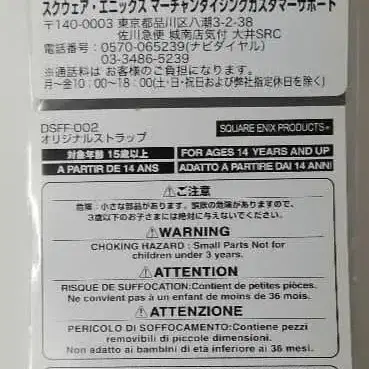 スクウェア・エニックス マーチャンダイジングカスタマーサポート
〒140-0003 東京都品川区八潮3-2-38
佐川急便 城南店気付 大井SRC
電話番号：0570-065239(ナビダイヤル)
03-3486-5239
※通話料は お客様のご負担になります。
月〜金10：00〜18：00(土・日・祝日および弊社指定休日を除く)
DSFF-002
オリジナルストラップ
SQUARE ENIX PRODUCTS
対象年齢 15歳以上
FOR AGES 14 YEARS AND UP
A PARTIR DE 14 ANS
ADATTO A PARTIRE DAI 14 ANNI
⚠ご注意
危険：小さな部品があります。誤飲の危険がありますので、
3歳以下のお子さまには絶対に与えないでください。
⚠WARNING
CHOKING HAZARD : Small Parts Not for
children under 3 years.
⚠ATTENTION
RISQUE DE SUFFOCATION:Contient de petites pièces.
Ne convient pas à un enfant de moins de 36 mois.
⚠ATTENZIONE
PERICOLO DI SOFFOCAMENTO:Contiene pezzi
removibili di piccole dimensioni.
Non adatto ai bambini di età inferiore ai 36 mesi.